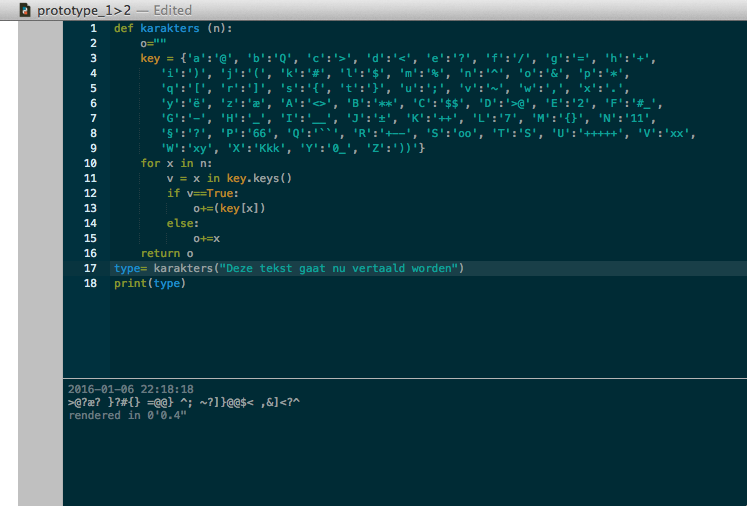 prototype_1>2 — Edited
1 def karakters (n):
2 o=""
3 key = {'a':'@', 'b':'Q', 'c':'>', 'd':'<', 'e':'?', 'f':'/', 'g':'=', 'h':'+',
4 'i':')', 'j':'(', 'k':'#', 'l':'$', 'm':'%', 'n':'^', 'o':'&', 'p':'*',
5 'q':'[', 'r':']', 's':'{', 't':'}', 'u':';', 'v':'~', 'w':',', 'x':'.',
6 'y':'ë', 'z':'æ', 'A':'<>', 'B':'**', 'C':'$$', 'D':'>@', 'E':'2', 'F':'#_',
7 'G':'-', 'H':'_', 'I':'__', 'J':'±', 'K':'++', 'L':'7', 'M':'{}', 'N':'11',
8 '§':'?', 'P':'66', 'Q':'``', 'R':'+--', 'S':'oo', 'T':'S', 'U':'+++++', 'V':'xx',
9 'W':'xy', 'X':'Kkk', 'Y':'0_', 'Z':'))'}
10 for x in n:
11 v = x in key.keys()
12 if v==True:
13 o+=(key[x])
14 else:
15 o+=x
16 return o
17 type= karakters("Deze tekst gaat nu vertaald worden")
18 print(type)
2016-01-06 22:18:18
>@?æ? }?#{} =@@} ^; ~?]}@@$< ,&]<?^
rendered in 0'0.4"